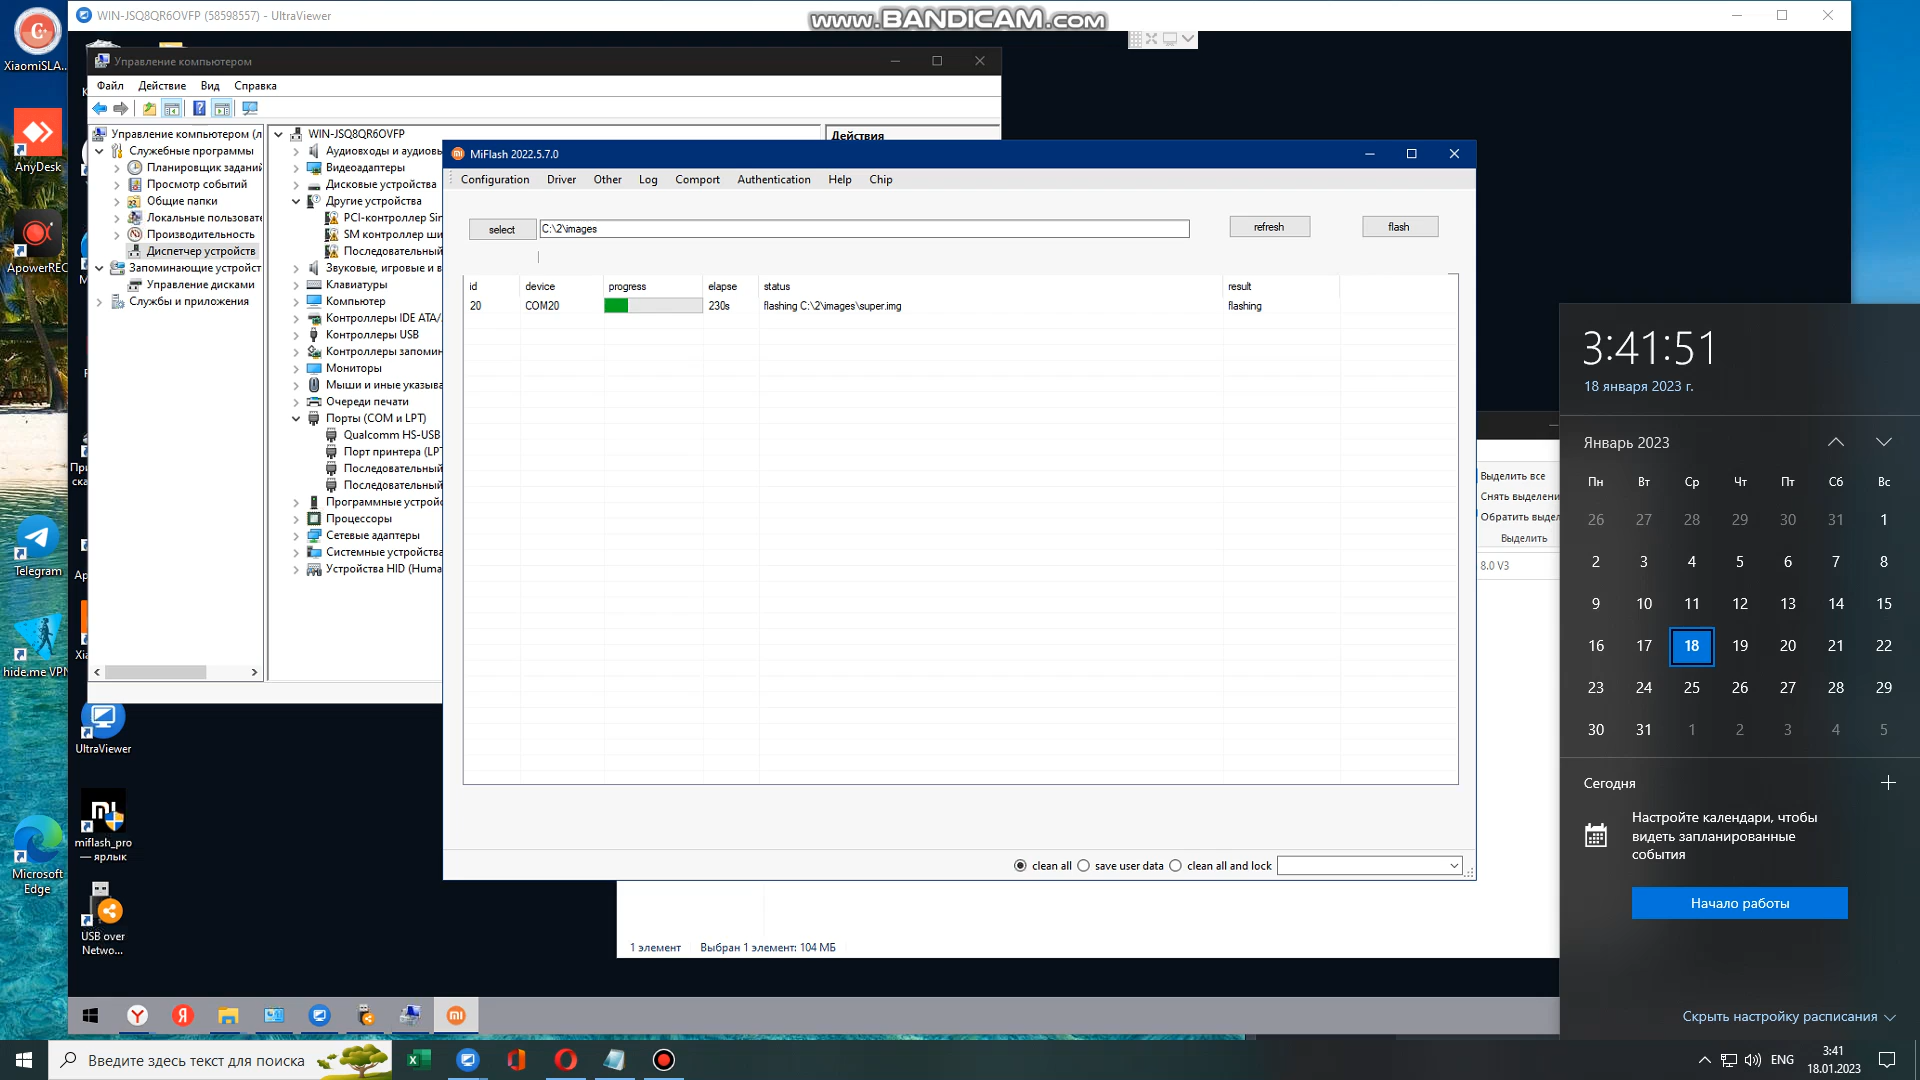 WIN-JSQ8QR6OVFP (58598557) - UltraViewer
www.BANDICAM.com
XiaomiSLA...
AnyDesk
ApowerREC
Telegram
hide.me VPN
Microsoft Edge
Управление компьютером
Файл Действие Вид Справка
Управление компьютером (л
Служебные программы
Планировщик заданий
Просмотр событий
Общие папки
Локальные пользоват
Производительность
Диспетчер устройств
Запоминающие устройст
Управление дисками
Службы и приложения
WIN-JSQ8QR6OVFP
Аудиовходы и аудиовы
Видеоадаптеры
Дисковые устройства
Другие устройства
PCI-контроллер Sim
SM контроллер ши
Последовательный
Звуковые, игровые и в
Клавиатуры
Компьютер
Контроллеры IDE ATA/
Контроллеры USB
Контроллеры запомин
Мониторы
Мыши и иные указыва
Очереди печати
Порты (COM и LPT)
Qualcomm HS-USB
Порт принтера (LPT
Последовательный
Последовательный
Программные устройс
Процессоры
Сетевые адаптеры
Системные устройства
Устройства HID (Huma
Действия
MiFlash 2022.5.7.0
Configuration Driver Other Log Comport Authentication Help Chip
select C:\2\images refresh flash
id device progress elapse status result
20 COM20 230s flashing C:\2\images\super.img flashing
clean all save user data clean all and lock
Выделить все
Снять выделени
Обратить выдел
Выделить
8.0 V3
1 элемент Выбран 1 элемент: 104 МБ
UltraViewer
miflash_pro — ярлык
USB over Netwo...
3:41:51
18 января 2023 г.
Январь 2023
Пн Вт Ср Чт Пт Сб Вс
26 27 28 29 30 31 1
2 3 4 5 6 7 8
9 10 11 12 13 14 15
16 17 18 19 20 21 22
23 24 25 26 27 28 29
30 31 1 2 3 4 5
Сегодня
Настройте календари, чтобы
видеть запланированные
события
Начало работы
Скрыть настройку расписания
Введите здесь текст для поиска
ENG
3:41
18.01.2023